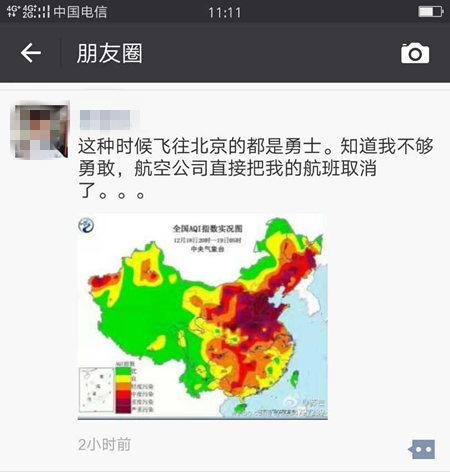 4G+ 4G+ 2G 中国电信 11:11
朋友圈
这种时候飞往北京的都是勇士。知道我不够
勇敢，航空公司直接把我的航班取消
了。。。
全国AQI指数实况图
12月18日20时—19日05时
中央气象台
AQI指数
优
良
轻度污染
中度污染
重度污染
严重污染
2小时前